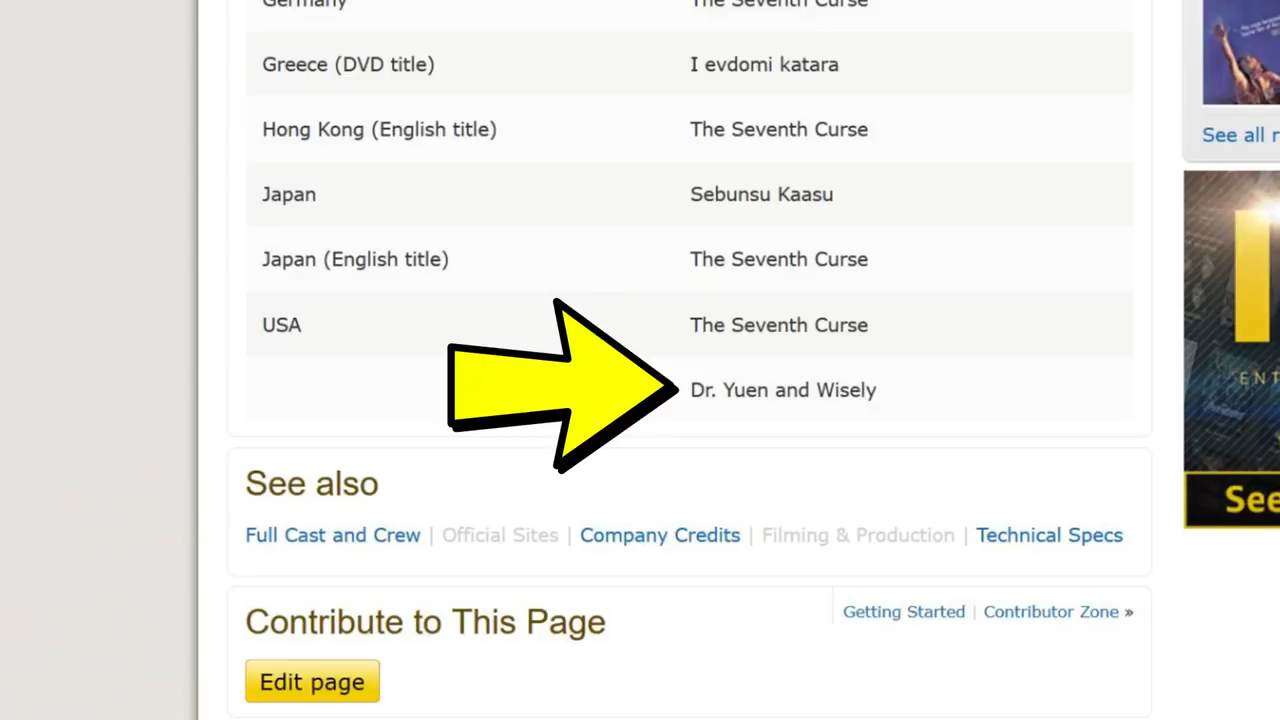 Germany The Seventh Curse
Greece (DVD title) I evdomi katara
Hong Kong (English title) The Seventh Curse
Japan Sebunsu Kaasu
Japan (English title) The Seventh Curse
USA The Seventh Curse
Dr. Yuen and Wisely
See also
Full Cast and Crew | Official Sites | Company Credits | Filming & Production | Technical Specs
Contribute to This Page
Getting Started | Contributor Zone »
Edit page
See all
ENT
See